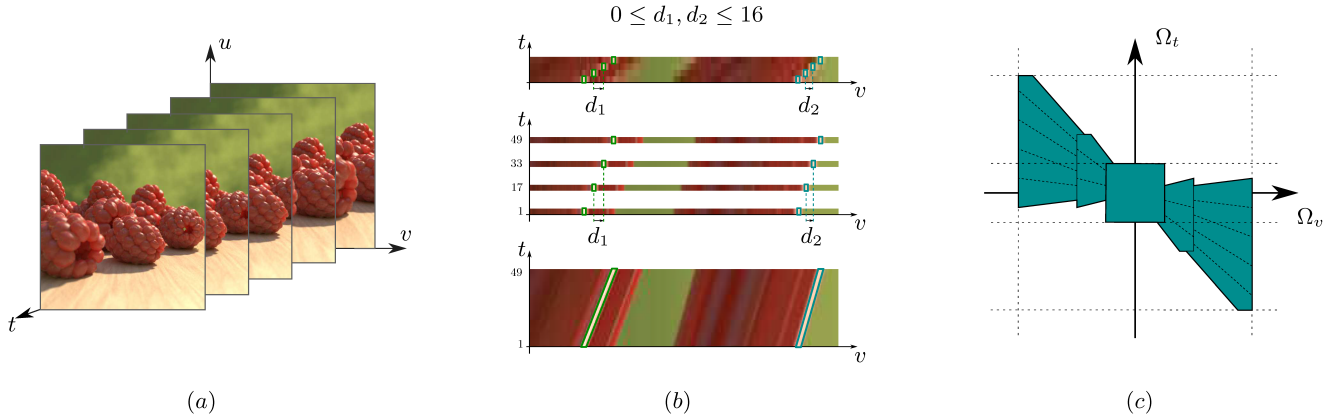 0 ≤ d₁, d₂ ≤ 16
u
v
t
(a)
t
v
d₁
d₂
t
49
33
17
1
v
d₁
d₂
t
49
1
v
(b)
Ωₜ
Ωᵥ
(c)